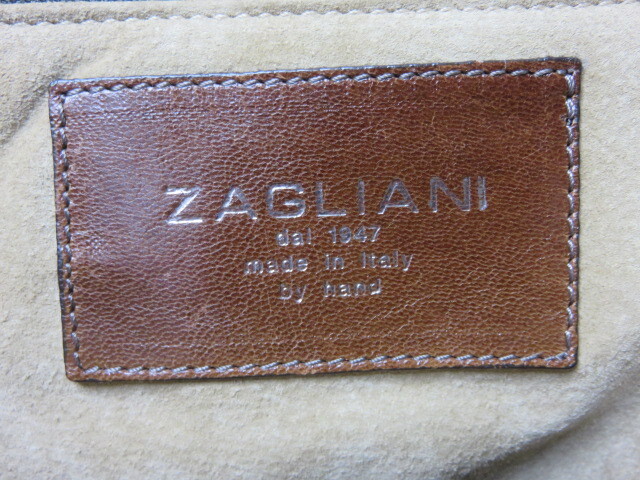 ZAGLIANI
dal 1947
made in Italy
by hand